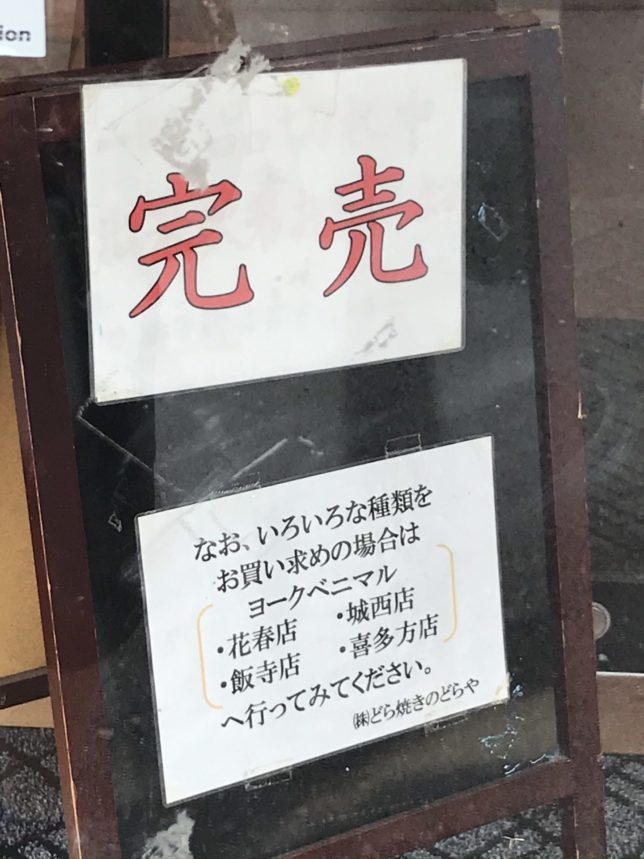 ion
完売
なお、いろいろな種類を
お買い求めの場合は
ヨークベニマル
・花春店 ・城西店
・飯寺店 ・喜多方店
へ行ってみてください。
㈱どら焼きのどらや